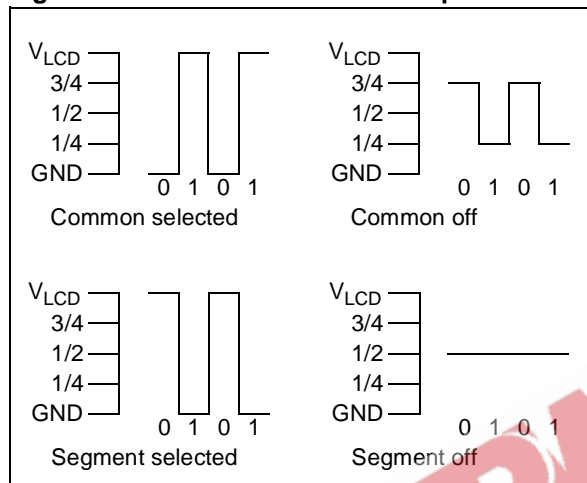 V_LCD
3/4
1/2
1/4
GND
0 1 0 1
Common selected
V_LCD
3/4
1/2
1/4
GND
0 1 0 1
Common off
V_LCD
3/4
1/2
1/4
GND
0 1 0 1
Segment selected
V_LCD
3/4
1/2
1/4
GND
0 1 0 1
Segment off